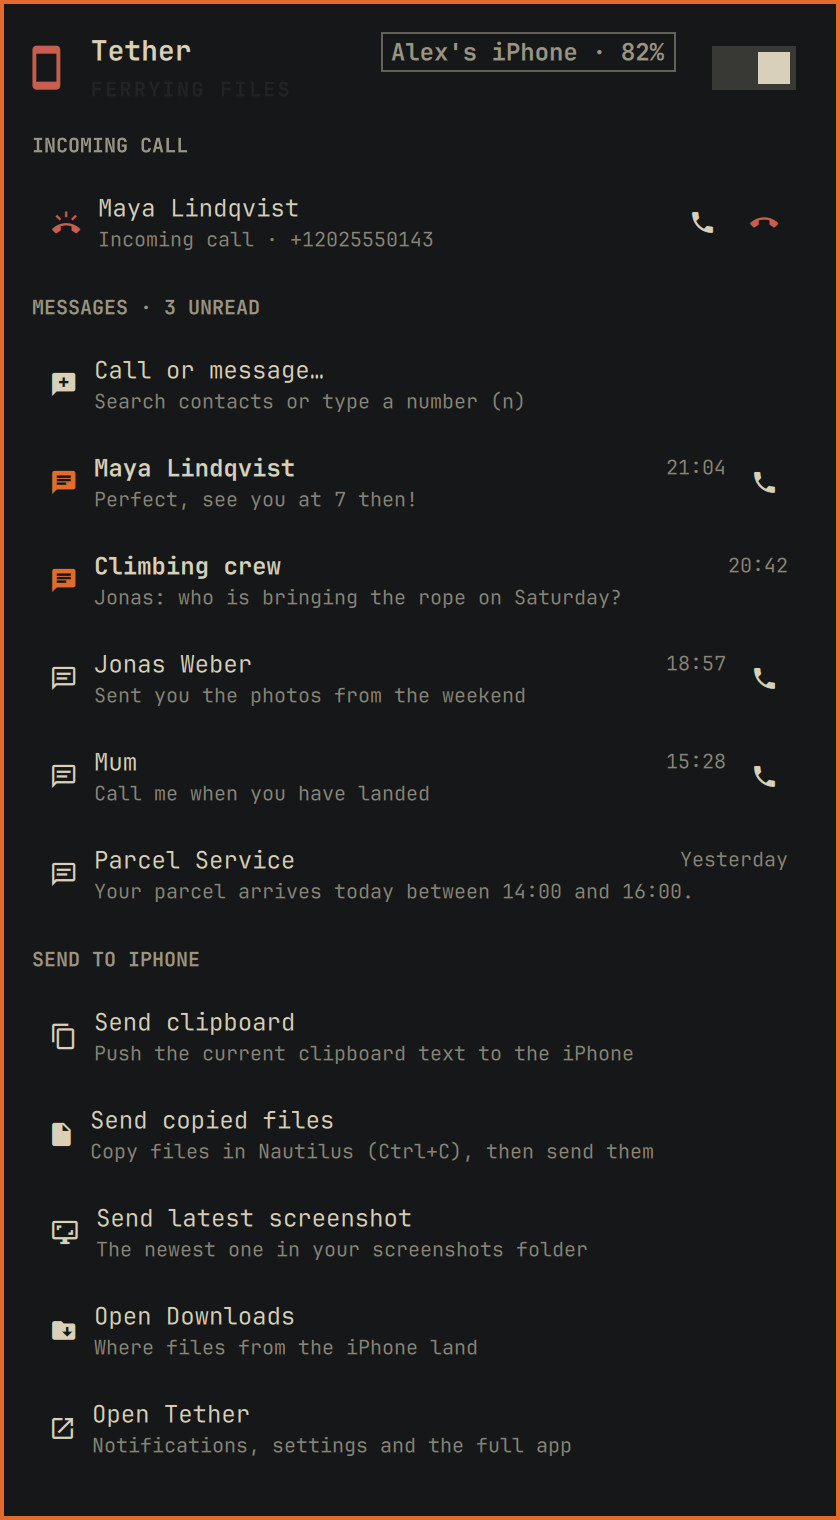 Tether
Alex's iPhone · 82%
FERRYING FILES
INCOMING CALL
Maya Lindqvist
Incoming call · +12025550143
MESSAGES · 3 UNREAD
Call or message…
Search contacts or type a number (n)
Maya Lindqvist 21:04
Perfect, see you at 7 then!
Climbing crew 20:42
Jonas: who is bringing the rope on Saturday?
Jonas Weber 18:57
Sent you the photos from the weekend
Mum 15:28
Call me when you have landed
Parcel Service Yesterday
Your parcel arrives today between 14:00 and 16:00.
SEND TO IPHONE
Send clipboard
Push the current clipboard text to the iPhone
Send copied files
Copy files in Nautilus (Ctrl+C), then send them
Send latest screenshot
The newest one in your screenshots folder
Open Downloads
Where files from the iPhone land
Open Tether
Notifications, settings and the full app